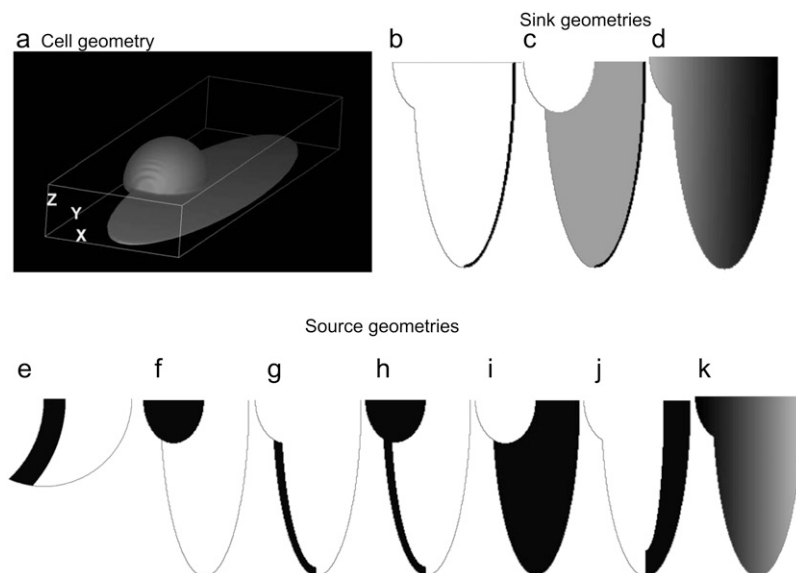 Sink geometries
a Cell geometry
b
c
d
Z
Y
X
Source geometries
e
f
g
h
i
j
k